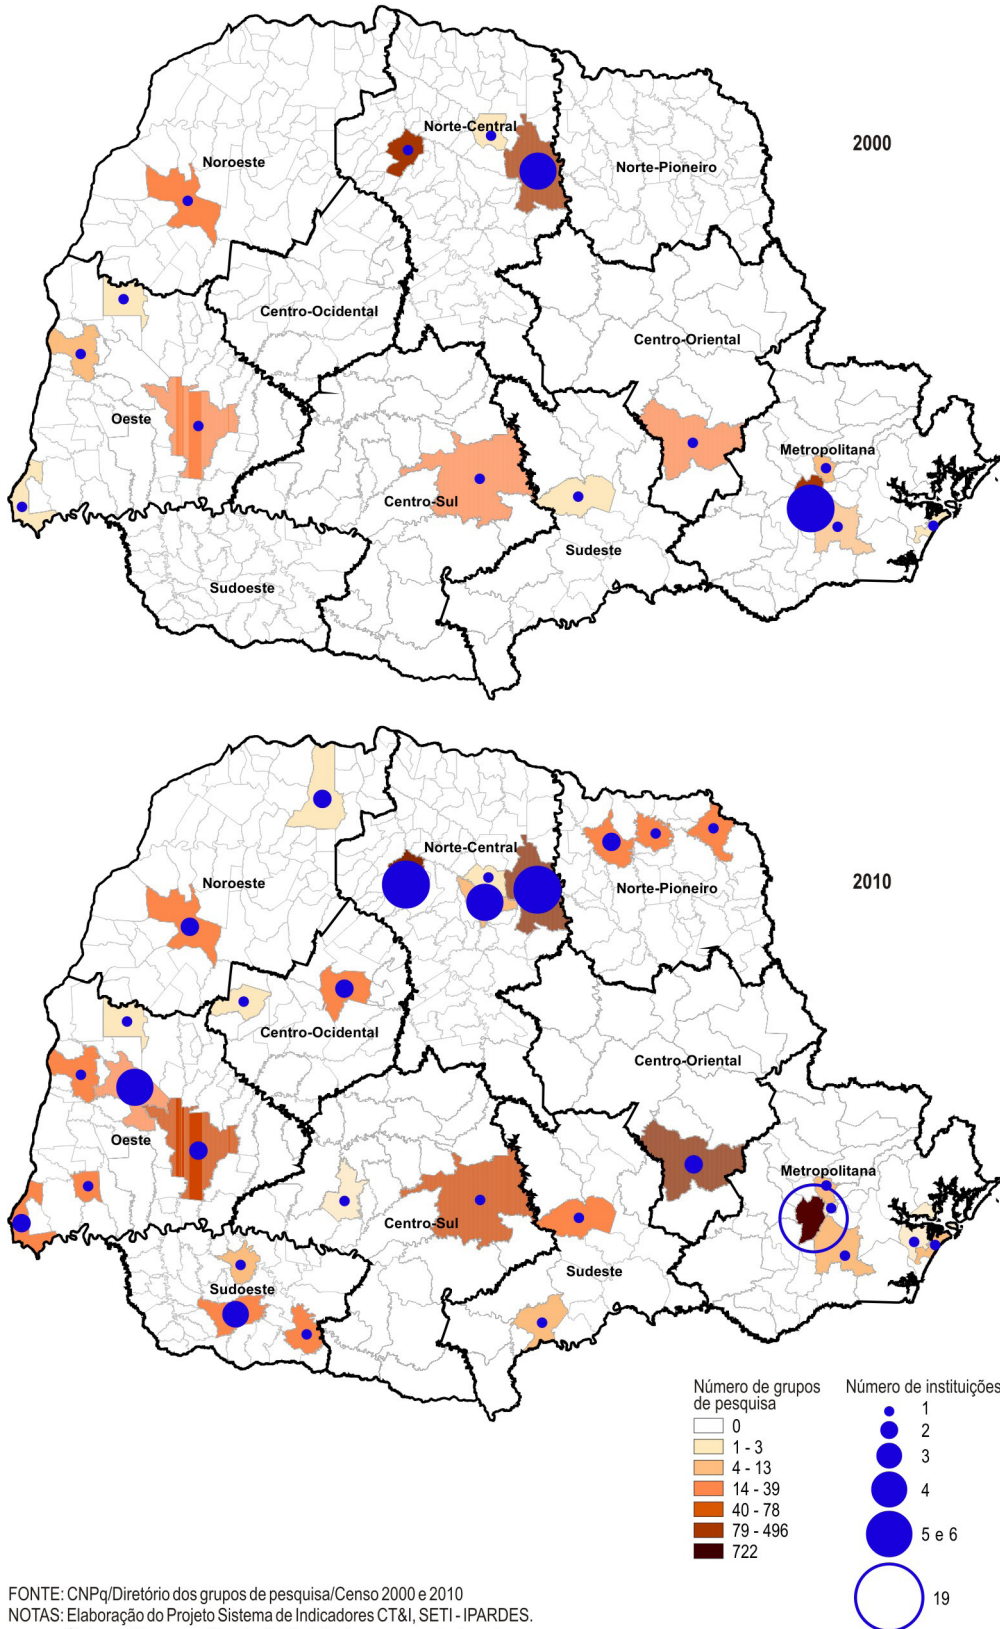 2000
Norte-Central
Noroeste
Norte-Pioneiro
Centro-Ocidental
Centro-Oriental
Oeste
Metropolitana
Centro-Sul
Sudeste
Sudoeste
2010
Norte-Central
Noroeste
Norte-Pioneiro
Centro-Ocidental
Centro-Oriental
Oeste
Metropolitana
Centro-Sul
Sudeste
Sudoeste
Número de grupos
de pesquisa
0
1 - 3
4 - 13
14 - 39
40 - 78
79 - 496
722
Número de instituições
1
2
3
4
5 e 6
19
FONTE: CNPq/Diretório dos grupos de pesquisa/Censo 2000 e 2010
NOTAS: Elaboração do Projeto Sistema de Indicadores CT&I, SETI - IPARDES.